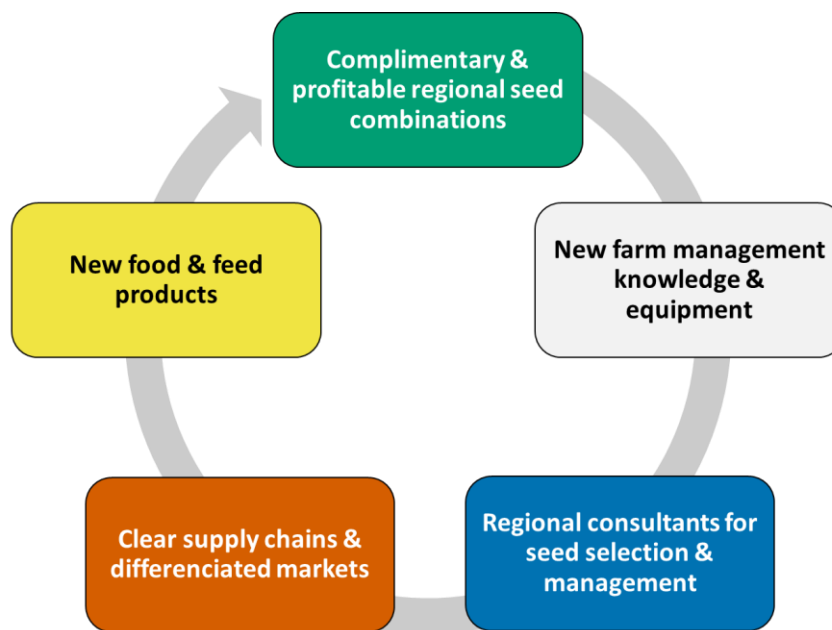 Complimentary &
profitable regional seed
combinations
New farm management
knowledge &
equipment
Regional consultants for
seed selection &
management
Clear supply chains &
differenciated markets
New food & feed
products